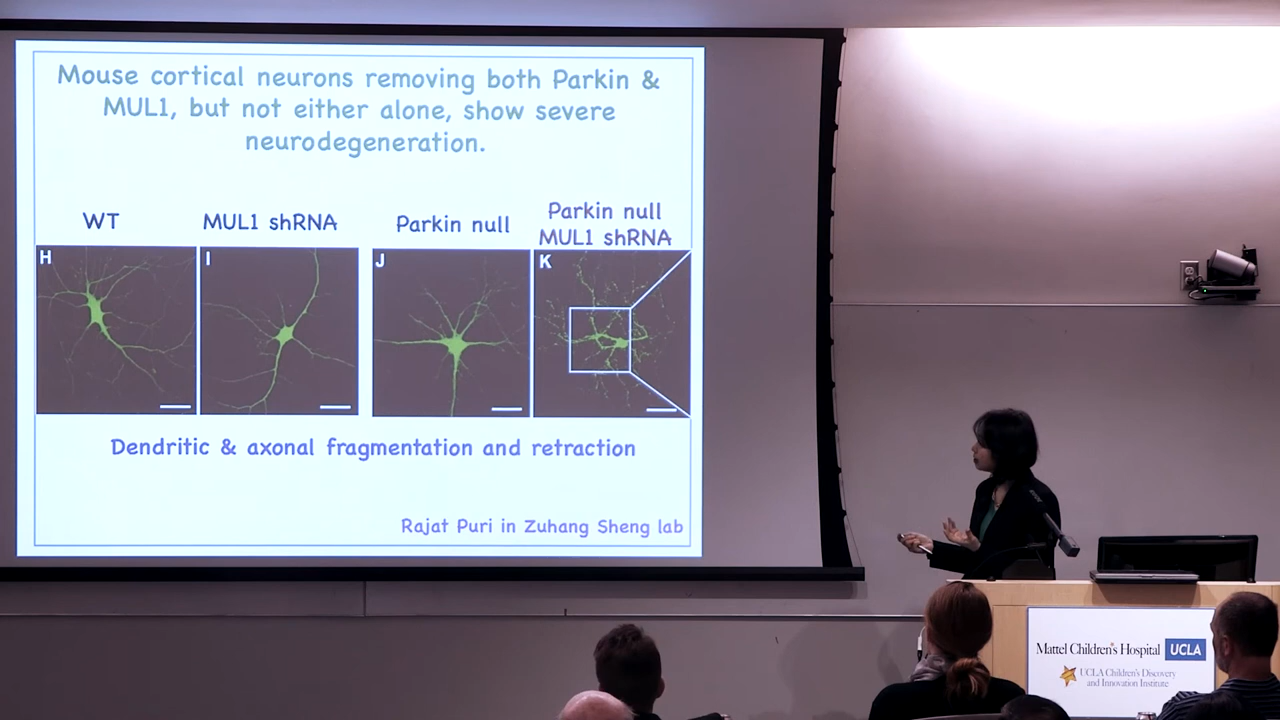 Mouse cortical neurons removing both Parkin &
MUL1, but not either alone, show severe
neurodegeneration.
WT
MUL1 shRNA
Parkin null
Parkin null
MUL1 shRNA
H
I
J
K
Dendritic & axonal fragmentation and retraction
Rajat Puri in Zuhang Sheng lab
Mattel Children's Hospital UCLA
UCLA Children's Discovery
and Innovation Institute